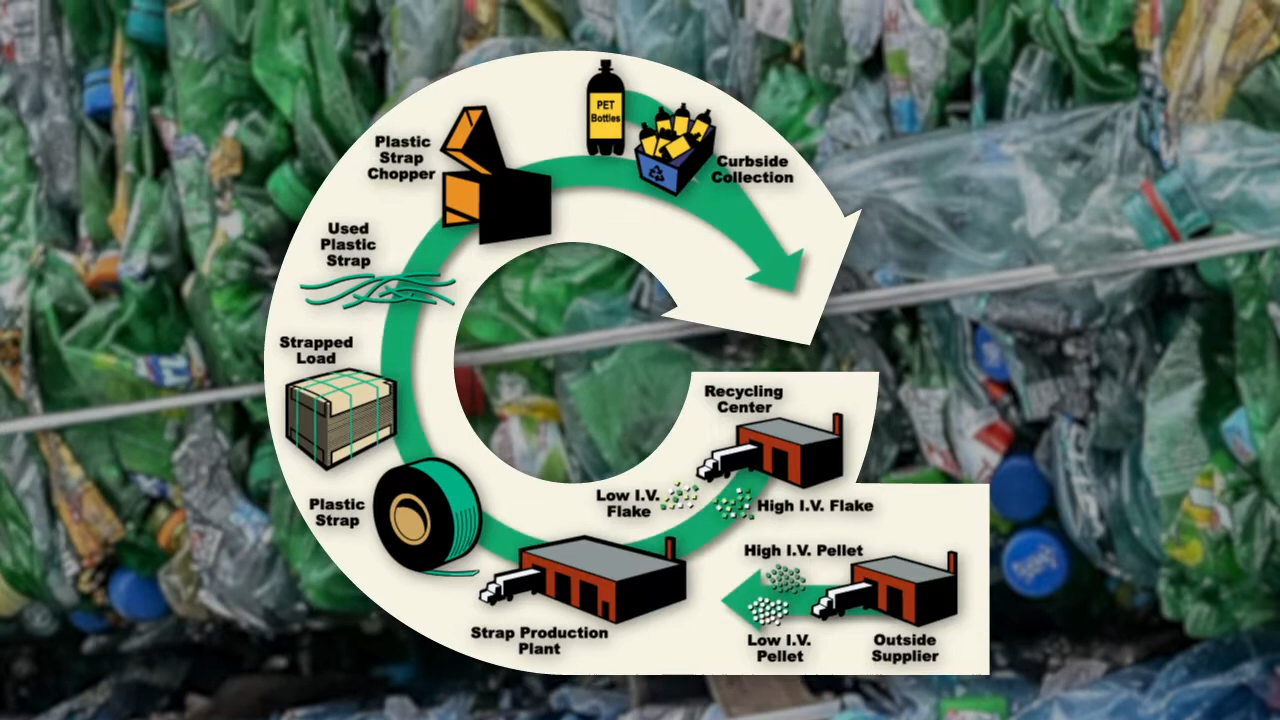 PET
Bottles
Curbside
Collection
Plastic
Strap
Chopper
Used
Plastic
Strap
Strapped
Load
Plastic
Strap
Strap Production
Plant
Recycling
Center
Low I.V.
Flake
High I.V. Flake
High I.V. Pellet
Low I.V.
Pellet
Outside
Supplier